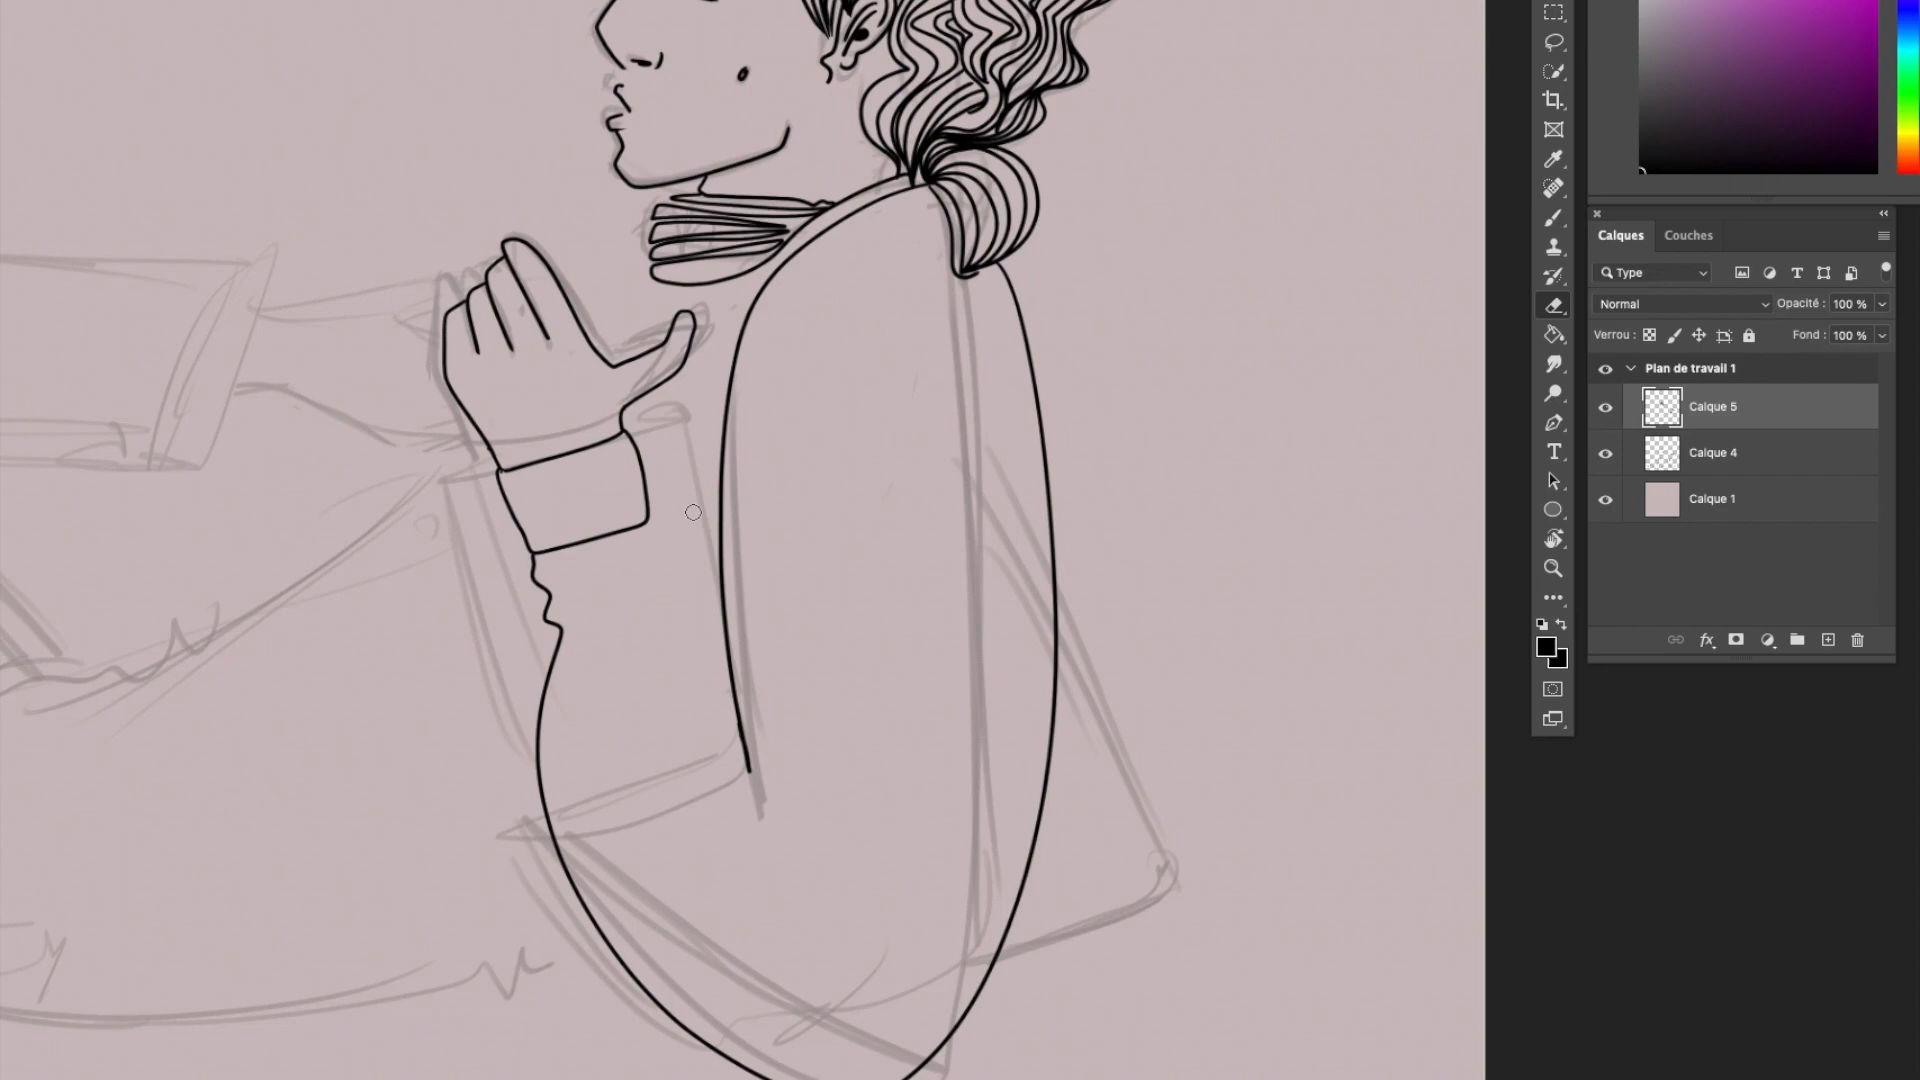 Calques Couches
Type
Normal Opacité : 100 %
Verrou : Fond : 100 %
Plan de travail 1
Calque 5
Calque 4
Calque 1